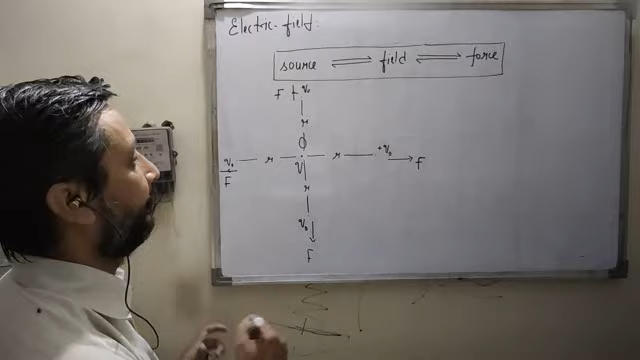 Electric-field:
source ⇌ field ⇌ force
F ↑ q₀
r
q₀ r r +q₀ → F
F q
r
q₀ ↓
F